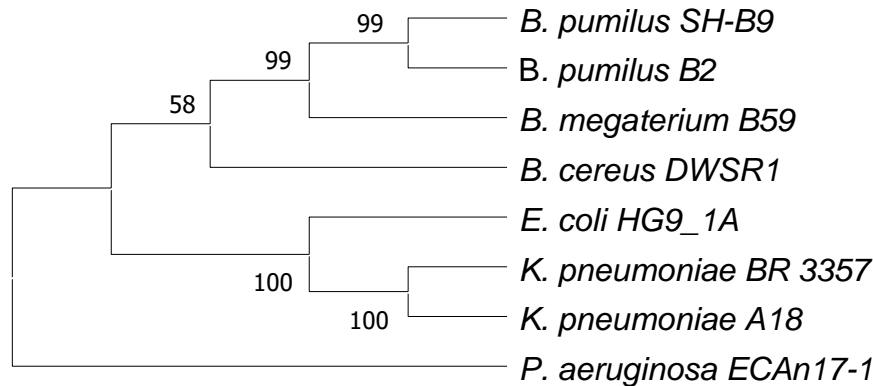 99
B. pumilus SH-B9
99
B. pumilus B2
58
B. megaterium B59
B. cereus DWSR1
E. coli HG9_1A
100
K. pneumoniae BR 3357
100
K. pneumoniae A18
P. aeruginosa ECAn17-1